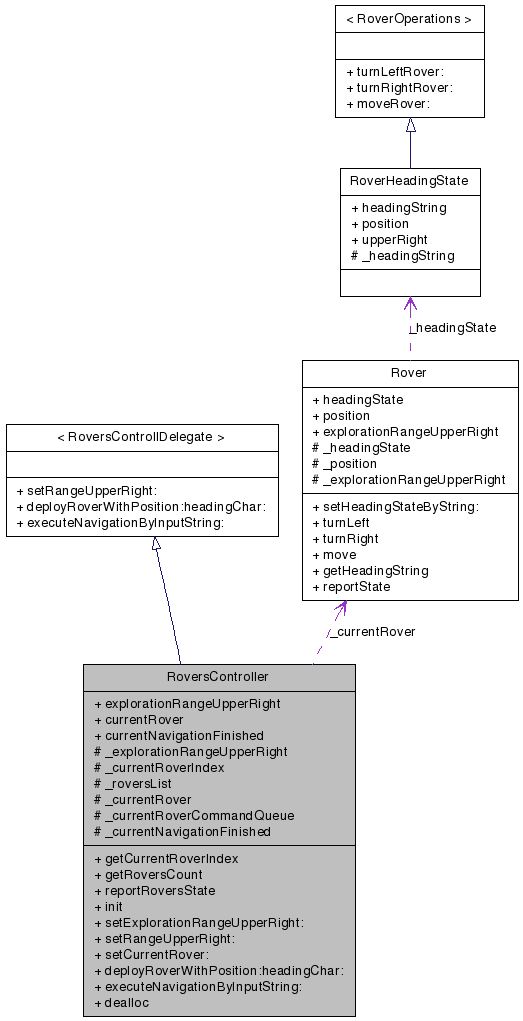 < RoverOperations >
+ turnLeftRover:
+ turnRightRover:
+ moveRover:
RoverHeadingState
+ headingString
+ position
+ upperRight
# _headingString
_headingState
Rover
+ headingState
+ position
+ explorationRangeUpperRight
# _headingState
# _position
# _explorationRangeUpperRight
+ setHeadingStateByString:
+ turnLeft
+ turnRight
+ move
+ getHeadingString
+ reportState
< RoversControllDelegate >
+ setRangeUpperRight:
+ deployRoverWithPosition:headingChar:
+ executeNavigationByInputString:
_currentRover
RoversController
+ explorationRangeUpperRight
+ currentRover
+ currentNavigationFinished
# _explorationRangeUpperRight
# _currentRoverIndex
# _roversList
# _currentRover
# _currentRoverCommandQueue
# _currentNavigationFinished
+ getCurrentRoverIndex
+ getRoversCount
+ reportRoversState
+ init
+ setExplorationRangeUpperRight:
+ setRangeUpperRight:
+ setCurrentRover:
+ deployRoverWithPosition:headingChar:
+ executeNavigationByInputString:
+ dealloc